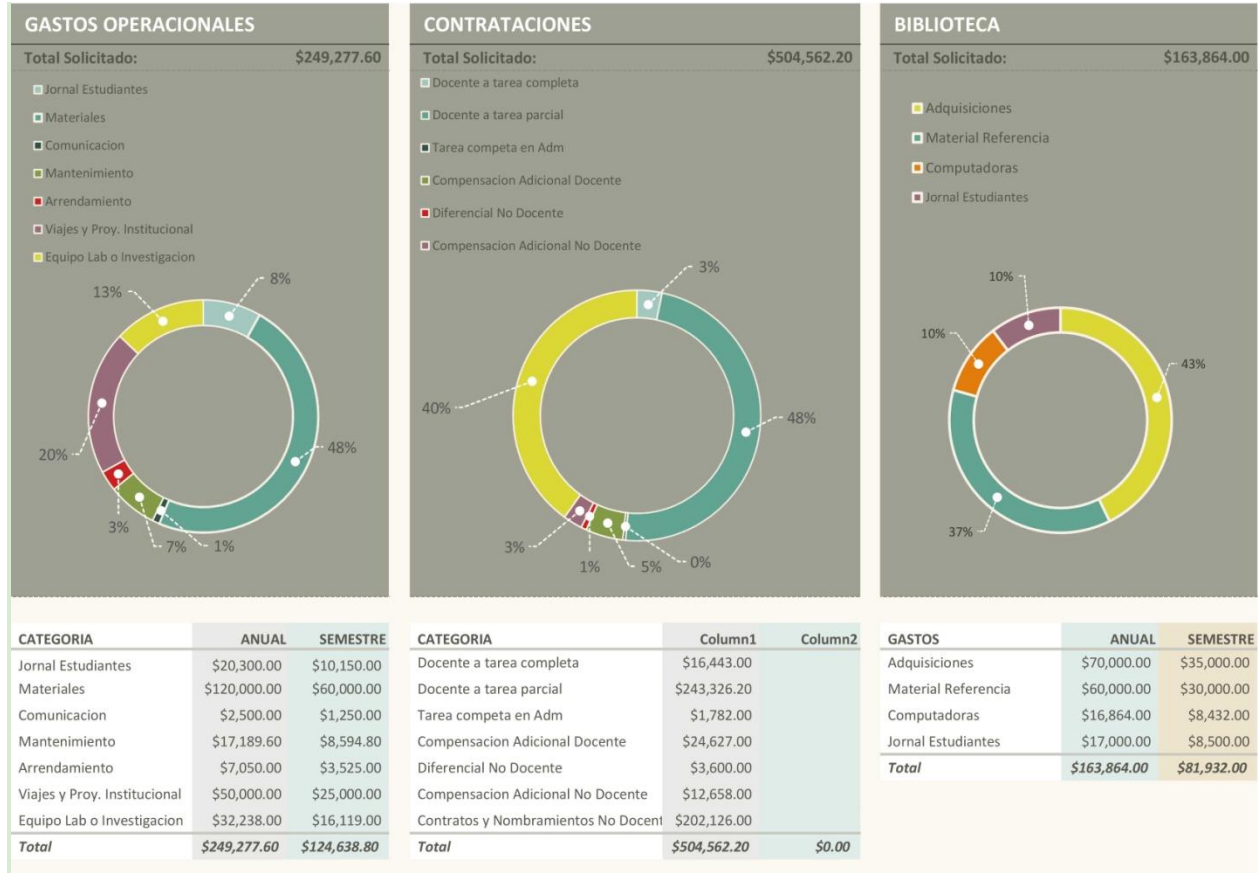 GASTOS OPERACIONALES
Total Solicitado: $249,277.60
Jornal Estudiantes
Materiales
Comunicacion
Mantenimiento
Arrendamiento
Viajes y Proy. Institucional
Equipo Lab o Investigacion
13%
8%
20%
48%
3%
7%
1%
CONTRATACIONES
Total Solicitado: $504,562.20
Docente a tarea completa
Docente a tarea parcial
Tarea competa en Adm
Compensacion Adicional Docente
Diferencial No Docente
Compensacion Adicional No Docente
3%
40%
48%
3%
1%
5%
0%
BIBLIOTECA
Total Solicitado: $163,864.00
Adquisiciones
Material Referencia
Computadoras
Jornal Estudiantes
10%
10%
43%
37%
CATEGORIA ANUAL SEMESTRE
Jornal Estudiantes $20,300.00 $10,150.00
Materiales $120,000.00 $60,000.00
Comunicacion $2,500.00 $1,250.00
Mantenimiento $17,189.60 $8,594.80
Arrendamiento $7,050.00 $3,525.00
Viajes y Proy. Institucional $50,000.00 $25,000.00
Equipo Lab o Investigacion $32,238.00 $16,119.00
Total $249,277.60 $124,638.80
CATEGORIA Column1 Column2
Docente a tarea completa $16,443.00
Docente a tarea parcial $243,326.20
Tarea competa en Adm $1,782.00
Compensacion Adicional Docente $24,627.00
Diferencial No Docente $3,600.00
Compensacion Adicional No Docente $12,658.00
Contratos y Nombramientos No Docent $202,126.00
Total $504,562.20 $0.00
GASTOS ANUAL SEMESTRE
Adquisiciones $70,000.00 $35,000.00
Material Referencia $60,000.00 $30,000.00
Computadoras $16,864.00 $8,432.00
Jornal Estudiantes $17,000.00 $8,500.00
Total $163,864.00 $81,932.00